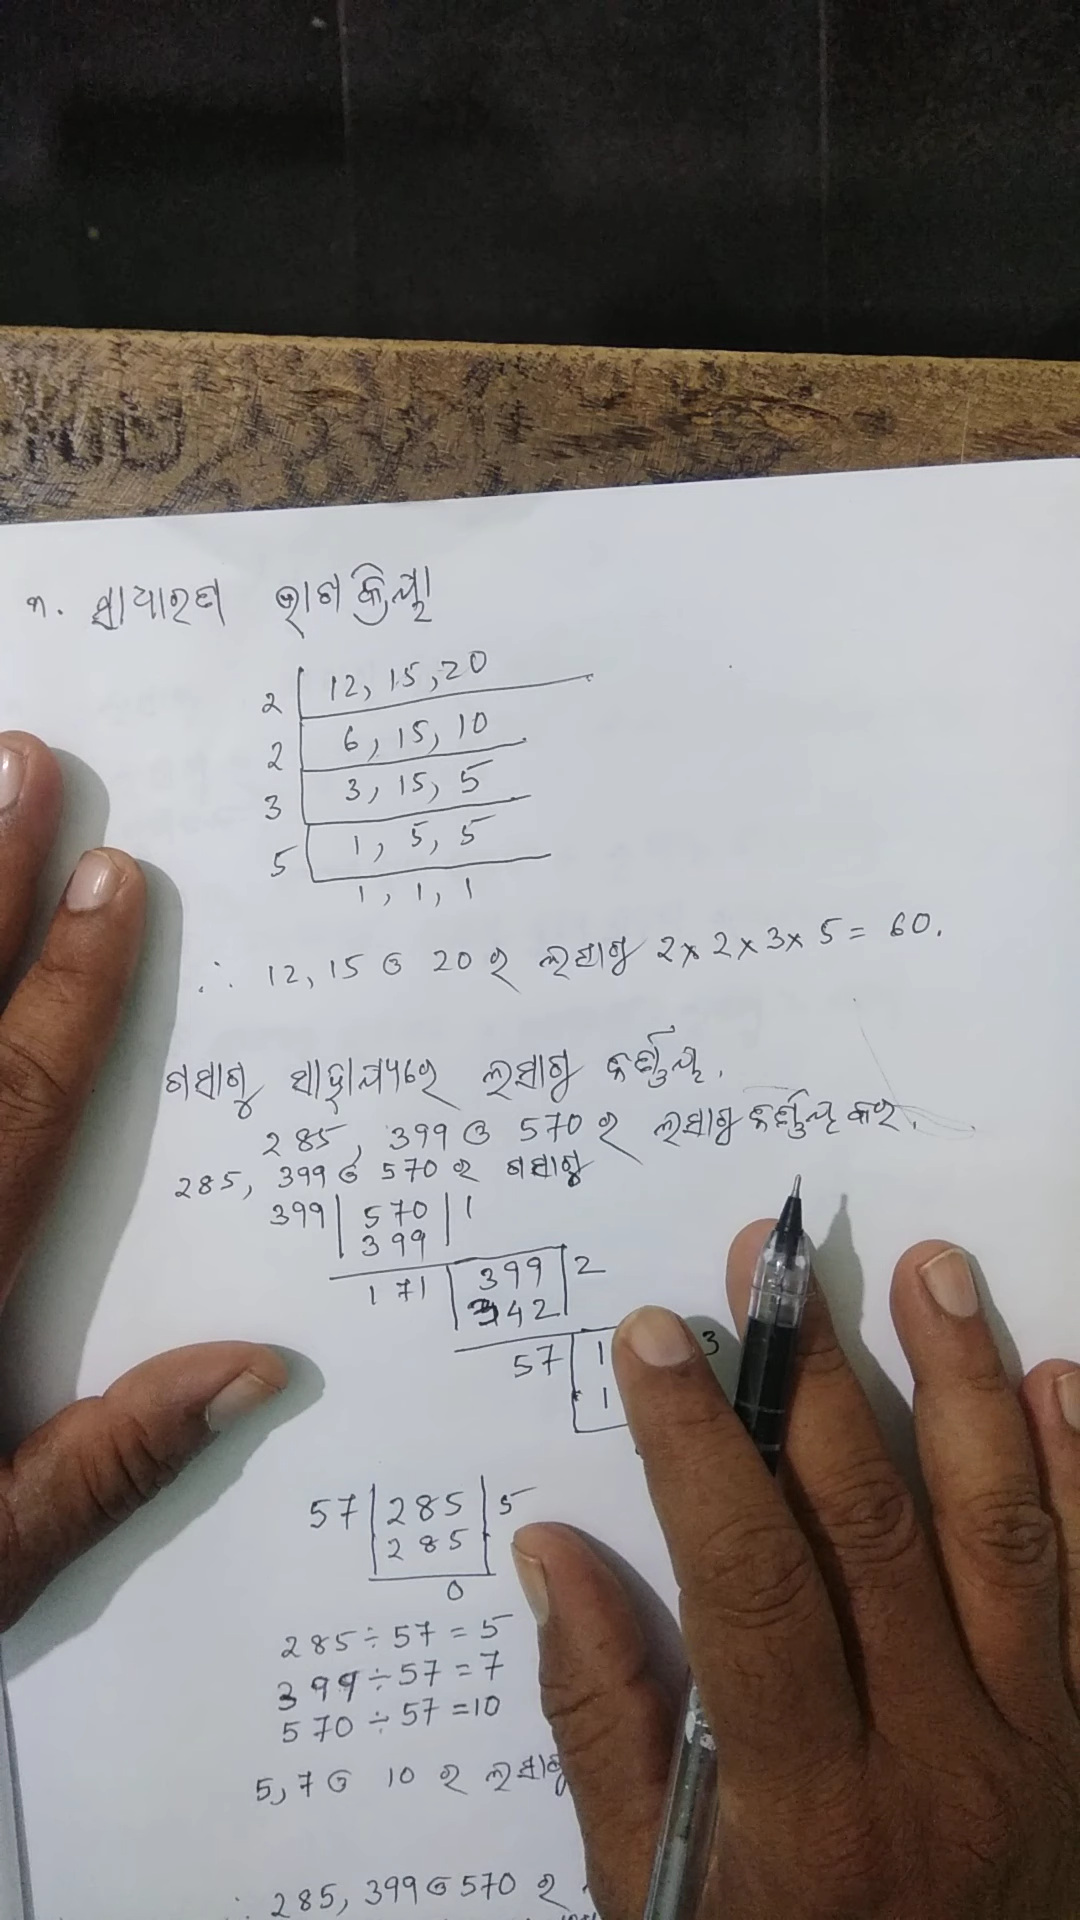 ୩. ସାଧାରଣ ଭାଗକ୍ରିୟା
2 | 12, 15, 20
2 | 6, 15, 10
3 | 3, 15, 5
5 | 1, 5, 5
1, 1, 1
∴ 12, 15 ଓ 20 ର ଲ.ସା.ଗୁ 2×2×3×5 = 60.
ଗ.ସା.ଗୁ ସାହାଯ୍ୟରେ ଲ.ସା.ଗୁ ନିର୍ଣ୍ଣୟ.
285, 399 ଓ 570 ର ଲ.ସା.ଗୁ ନିର୍ଣ୍ଣୟ କର.
285, 399 ଓ 570 ର ଗ.ସା.ଗୁ
399 | 570 | 1
399
171 | 399 | 2
342
57 | 1 3
1
57 | 285 | 5
285
0
285 ÷ 57 = 5
399 ÷ 57 = 7
570 ÷ 57 = 10
5, 7 ଓ 10 ର ଲ.ସା.ଗୁ
∴ 285, 399 ଓ 570 ର